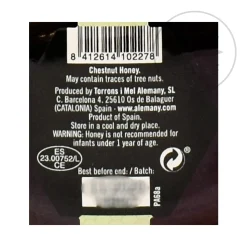 8 412614 102278
Chestnut Honey.
May contain traces of tree nuts.
Produced by Torrons i Mel Alemany, SL
C. Barcelona 4. 25610 Os de Balaguer
(CATALONIA) Spain · www.alemany.com
Product of Spain.
Store in a cool and dry place.
WARNING: Honey is not recommended for
infants under 1 year of age.
ES
23.00752/L
CE
Best before end: / Batch:
PA68a